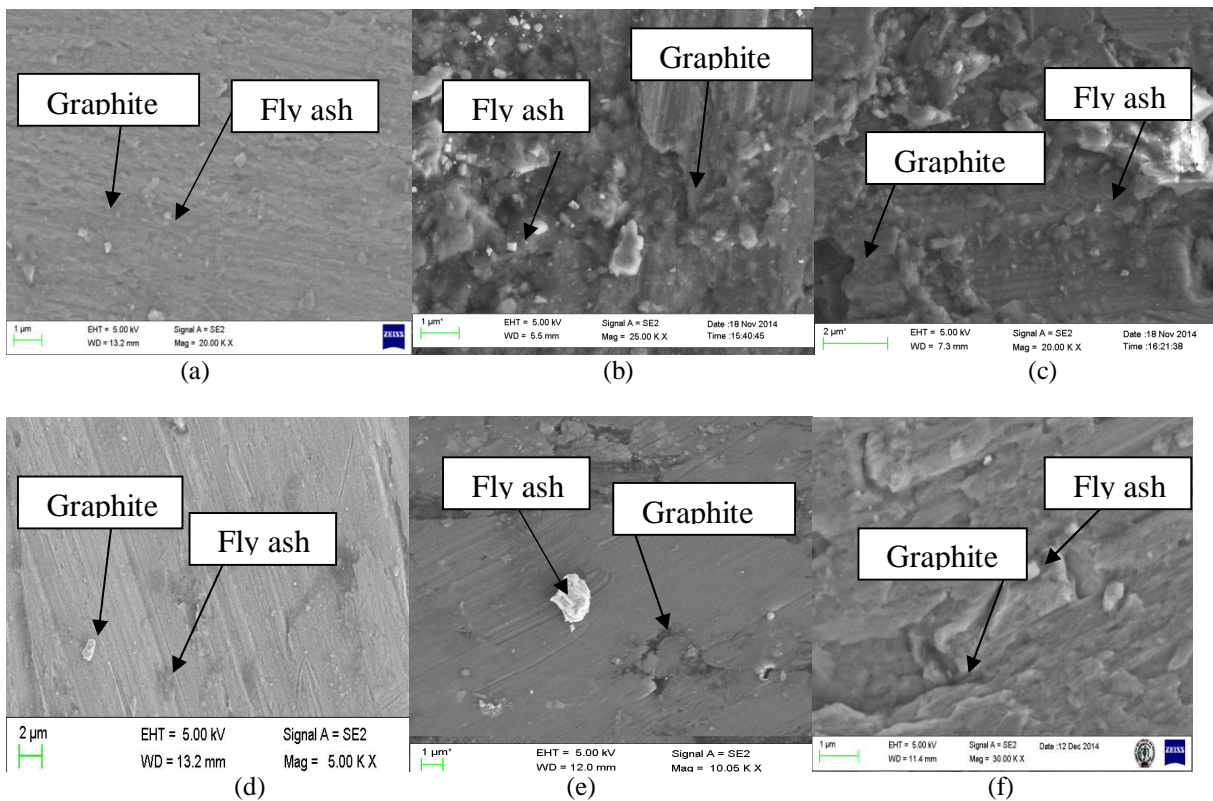 Graphite
Fly ash
1 µm
EHT = 5.00 kV
Signal A = SE2
WD = 13.2 mm
Mag = 20.00 K X
ZEISS
(a)
Graphite
Fly ash
1 µm*
EHT = 5.00 kV
Signal A = SE2
Date :18 Nov 2014
WD = 5.5 mm
Mag = 25.00 K X
Time :15:40:45
(b)
Fly ash
Graphite
2 µm*
EHT = 5.00 kV
Signal A = SE2
Date :18 Nov 2014
WD = 7.3 mm
Mag = 20.00 K X
Time :16:21:38
(c)
Graphite
Fly ash
2 µm
EHT = 5.00 kV
Signal A = SE2
WD = 13.2 mm
Mag = 5.00 K X
(d)
Fly ash
Graphite
1 µm*
EHT = 5.00 kV
Signal A = SE2
WD = 12.0 mm
Mag = 10.05 K X
(e)
Fly ash
Graphite
1 µm
EHT = 5.00 kV
Signal A = SE2
Date :12 Dec 2014
WD = 11.4 mm
Mag = 30.00 K X
ZEISS
(f)